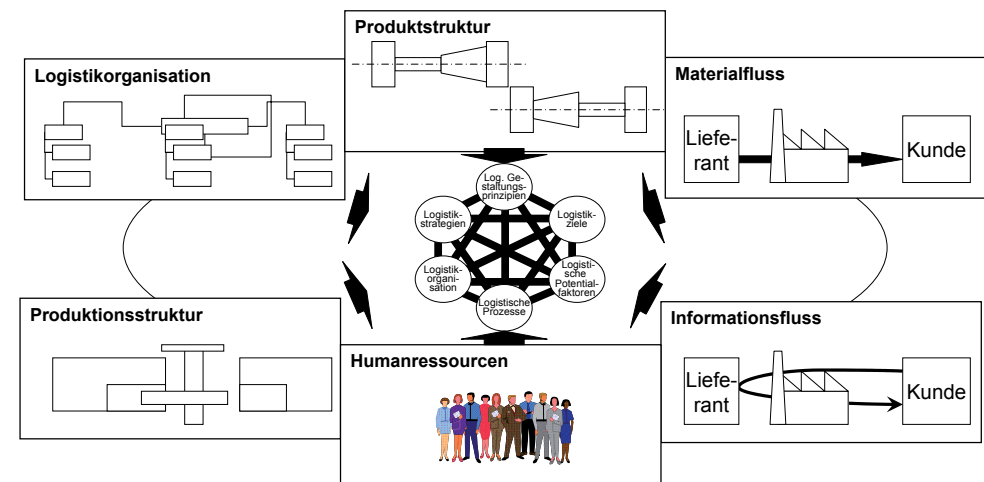 Produktstruktur
Logistikorganisation
Materialfluss
Liefe-
rant
Kunde
Log. Ge-
staltungs-
prinzipien
Logistik-
strategien
Logistik-
ziele
Logistik-
organi-
sation
Logisti-
sche
Potential-
faktoren
Logistische
Prozesse
Produktionsstruktur
Humanressourcen
Informationsfluss
Liefe-
rant
Kunde